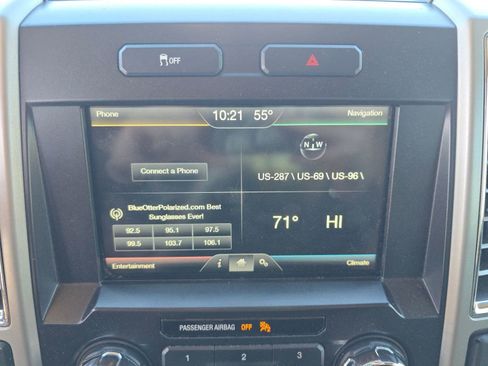 OFF
Phone
10:21 55°
Navigation
N W
Connect a Phone
US-287 \ US-69 \ US-96 \
BlueOtterPolarized.com Best
Sunglasses Ever!
92.5 95.1 97.5
99.5 103.7 106.1
71° HI
Entertainment
i
Climate
PASSENGER AIRBAG OFF
1 2 3